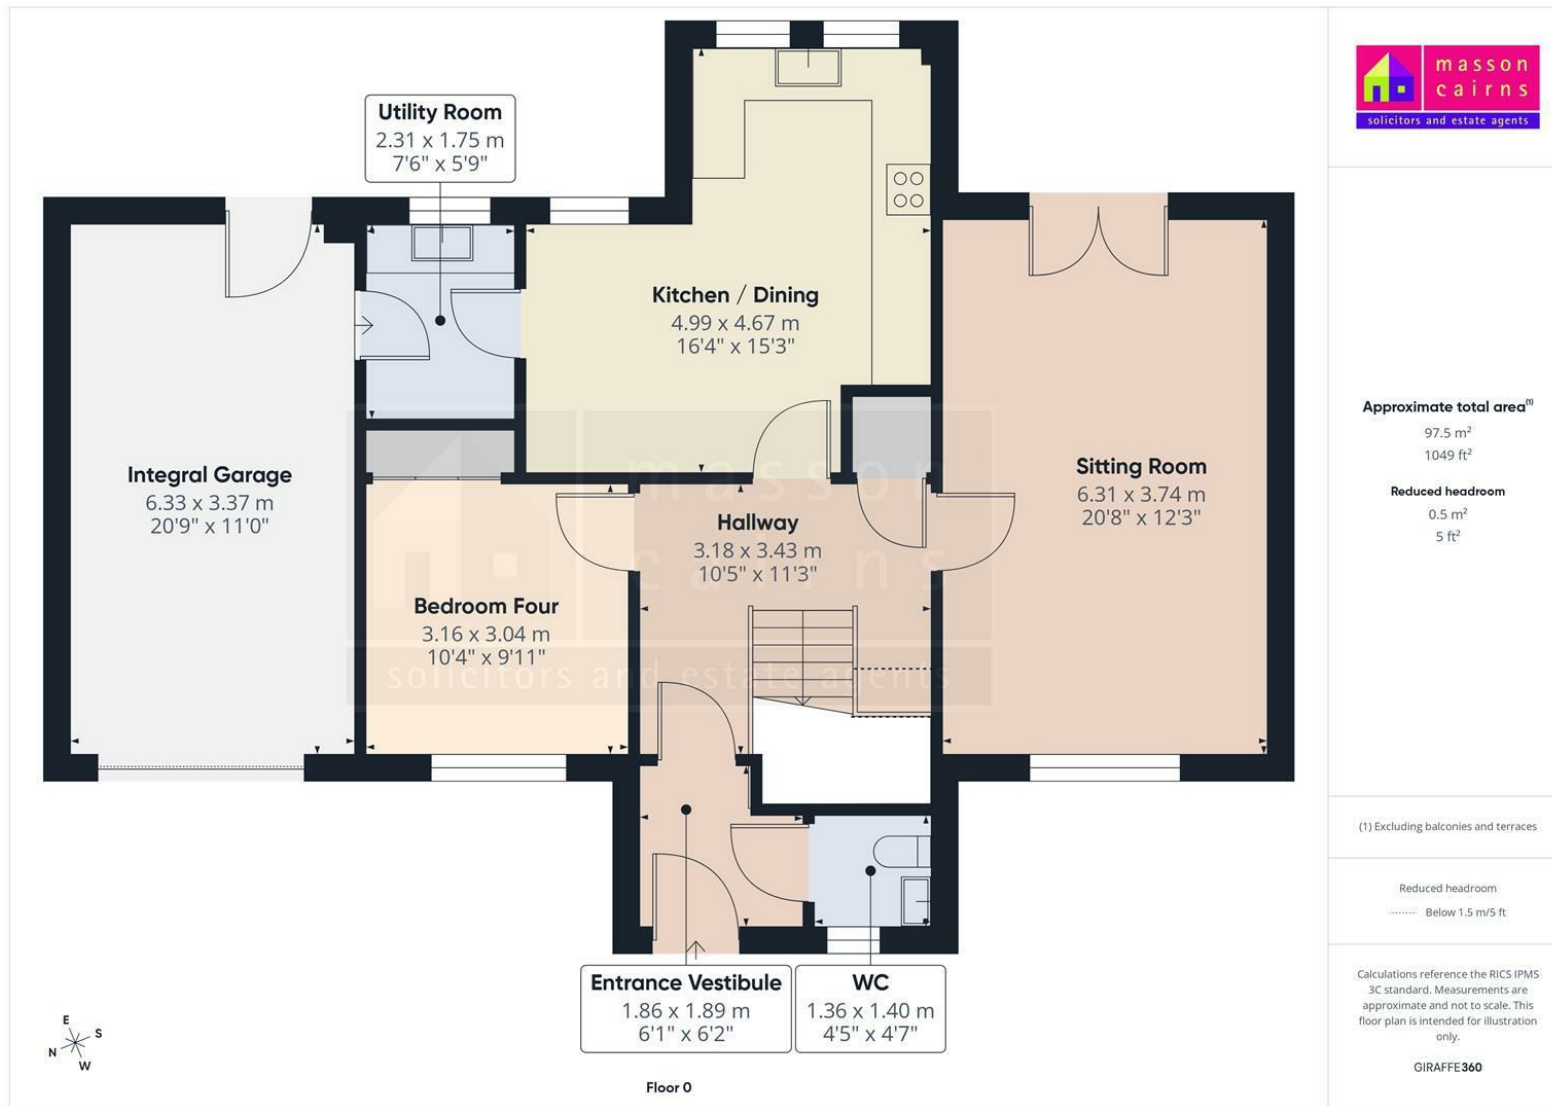 Utility Room
2.31 x 1.75 m
7'6" x 5'9"
Kitchen / Dining
4.99 x 4.67 m
16'4" x 15'3"
Integral Garage
6.33 x 3.37 m
20'9" x 11'0"
Sitting Room
6.31 x 3.74 m
20'8" x 12'3"
Hallway
3.18 x 3.43 m
10'5" x 11'3"
Bedroom Four
3.16 x 3.04 m
10'4" x 9'11"
masson
cairns
solicitors and estate agents
Entrance Vestibule
1.86 x 1.89 m
6'1" x 6'2"
WC
1.36 x 1.40 m
4'5" x 4'7"
E
S
N
W
Floor 0
masson
cairns
solicitors and estate agents
Approximate total area(1)
97.5 m²
1049 ft²
Reduced headroom
0.5 m²
5 ft²
(1) Excluding balconies and terraces
Reduced headroom
Below 1.5 m/5 ft
Calculations reference the RICS IPMS
3C standard. Measurements are
approximate and not to scale. This
floor plan is intended for illustration
only.
GIRAFFE360